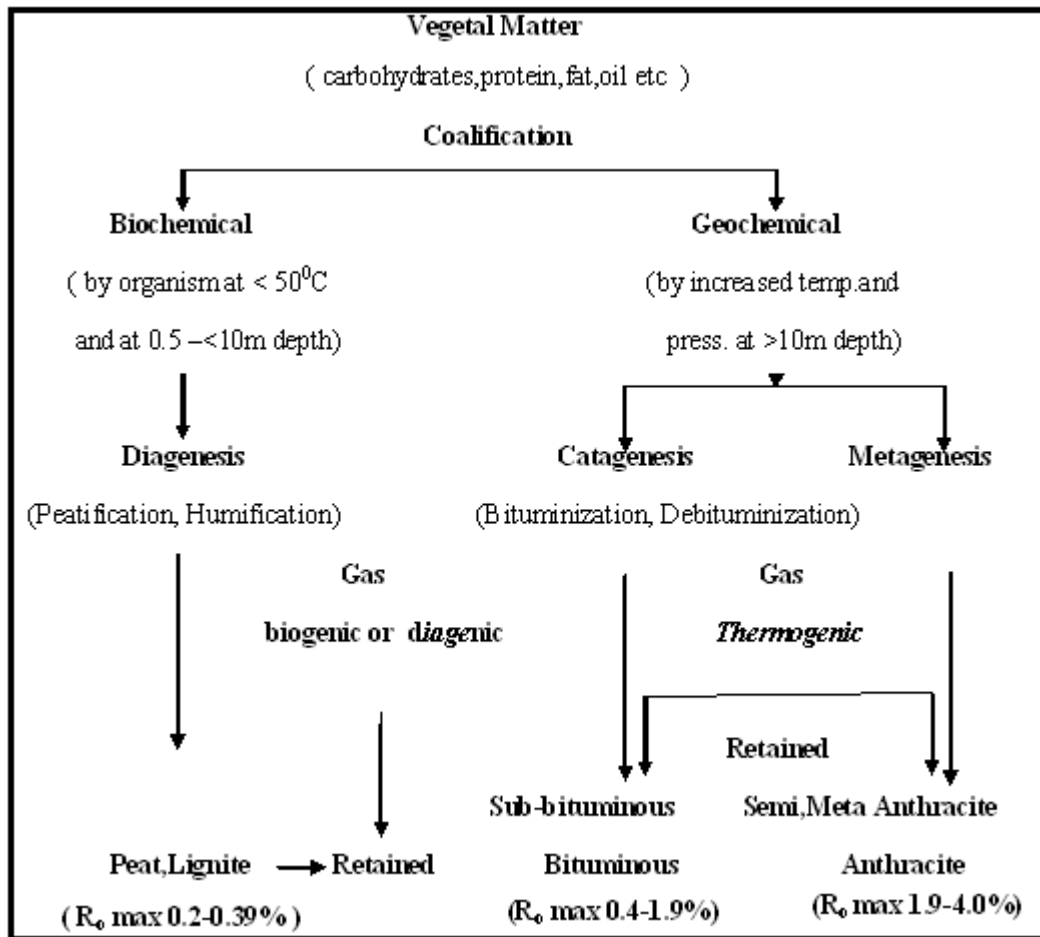 Vegetal Matter
( carbohydrates,protein,fat,oil etc )
Coalification
Biochemical
Geochemical
( by organism at < 50⁰C
and at 0.5 –<10m depth)
(by increased temp.and
press. at >10m depth)
Diagenesis
Catagenesis
Metagenesis
(Peatification, Humification)
(Bituminization, Debituminization)
Gas
biogenic or diagenic
Gas
Thermogenic
Retained
Sub-bituminous
Semi,Meta Anthracite
Peat,Lignite
Retained
Bituminous
Anthracite
( Rₒ max 0.2-0.39% )
(Rₒ max 0.4-1.9%)
(Rₒ max 1.9-4.0%)